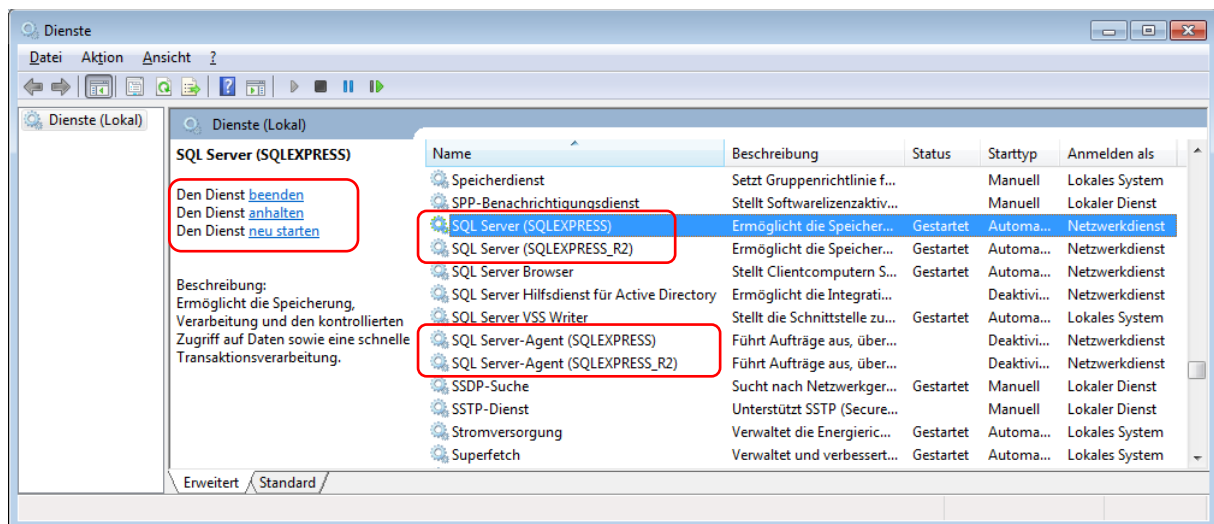 Dienste
Datei Aktion Ansicht ?
Dienste (Lokal)
Dienste (Lokal)
SQL Server (SQLEXPRESS)
Den Dienst beenden
Den Dienst anhalten
Den Dienst neu starten
Beschreibung:
Ermöglicht die Speicherung,
Verarbeitung und den kontrollierten
Zugriff auf Daten sowie eine schnelle
Transaktionsverarbeitung.
Name Beschreibung Status Starttyp Anmelden als
Speicherdienst Setzt Gruppenrichtlinie f... Manuell Lokales System
SPP-Benachrichtigungsdienst Stellt Softwarelizenzaktiv... Manuell Lokaler Dienst
SQL Server (SQLEXPRESS) Ermöglicht die Speicher... Gestartet Automa... Netzwerkdienst
SQL Server (SQLEXPRESS_R2) Ermöglicht die Speicher... Gestartet Automa... Netzwerkdienst
SQL Server Browser Stellt Clientcomputern S... Gestartet Automa... Netzwerkdienst
SQL Server Hilfsdienst für Active Directory Ermöglicht die Integrati... Deaktivi... Netzwerkdienst
SQL Server VSS Writer Stellt die Schnittstelle zu... Gestartet Automa... Lokales System
SQL Server-Agent (SQLEXPRESS) Führt Aufträge aus, über... Deaktivi... Netzwerkdienst
SQL Server-Agent (SQLEXPRESS_R2) Führt Aufträge aus, über... Deaktivi... Netzwerkdienst
SSDP-Suche Sucht nach Netzwerkger... Gestartet Manuell Lokaler Dienst
SSTP-Dienst Unterstützt SSTP (Secure... Manuell Lokaler Dienst
Stromversorgung Verwaltet die Energieric... Gestartet Automa... Lokales System
Superfetch Verwaltet und verbessert... Gestartet Automa... Lokales System
Erweitert Standard